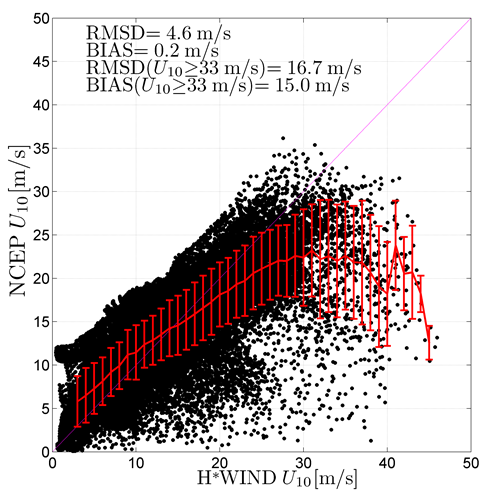 RMSD= 4.6 m/s
BIAS= 0.2 m/s
RMSD(U10≥33 m/s)= 16.7 m/s
BIAS(U10≥33 m/s)= 15.0 m/s
50
45
40
35
30
25
20
15
10
5
0
NCEP U10[m/s]
0
10
20
30
40
50
H*WIND U10[m/s]